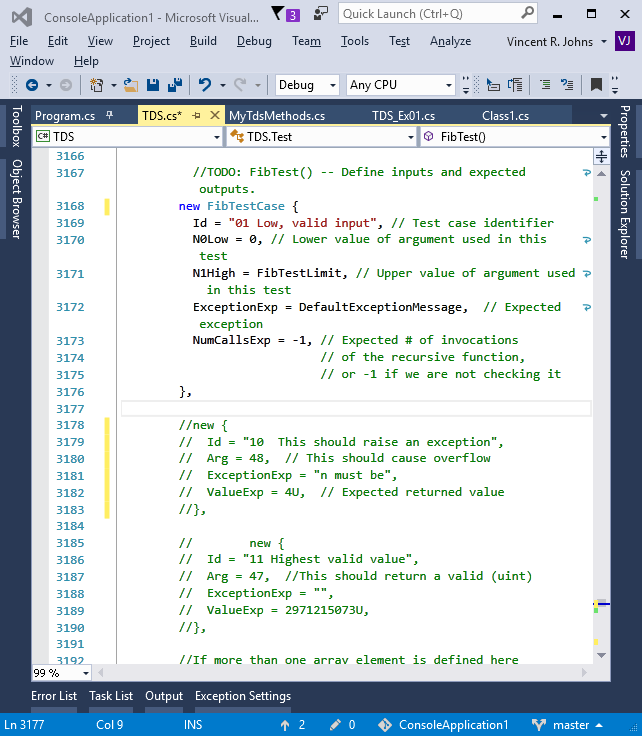 ConsoleApplication1 - Microsoft Visual...
3
Quick Launch (Ctrl+Q)
File Edit View Project Build Debug Team Tools Test Analyze
Vincent R. Johns VJ
Window Help
Debug Any CPU
Program.cs TDS.cs* MyTdsMethods.cs TDS_Ex01.cs Class1.cs
Toolbox
Object Browser
Properties
Solution Explorer
C# TDS TDS.Test FibTest()
3166
3167 //TODO: FibTest() -- Define inputs and expected
outputs.
3168 new FibTestCase {
3169 Id = "01 Low, valid input", // Test case identifier
3170 N0Low = 0, // Lower value of argument used in this
test
3171 N1High = FibTestLimit, // Upper value of argument used
in this test
3172 ExceptionExp = DefaultExceptionMessage, // Expected
exception
3173 NumCallsExp = -1, // Expected # of invocations
3174 // of the recursive function,
3175 // or -1 if we are not checking it
3176 },
3177
3178 //new {
3179 // Id = "10 This should raise an exception",
3180 // Arg = 48, // This should cause overflow
3181 // ExceptionExp = "n must be",
3182 // ValueExp = 4U, // Expected returned value
3183 //},
3184
3185 // new {
3186 // Id = "11 Highest valid value",
3187 // Arg = 47, //This should return a valid (uint)
3188 // ExceptionExp = "",
3189 // ValueExp = 2971215073U,
3190 //},
3191
3192 //If more than one array element is defined here
99 %
Error List Task List Output Exception Settings
Ln 3177 Col 9 INS 2 0 ConsoleApplication1 master